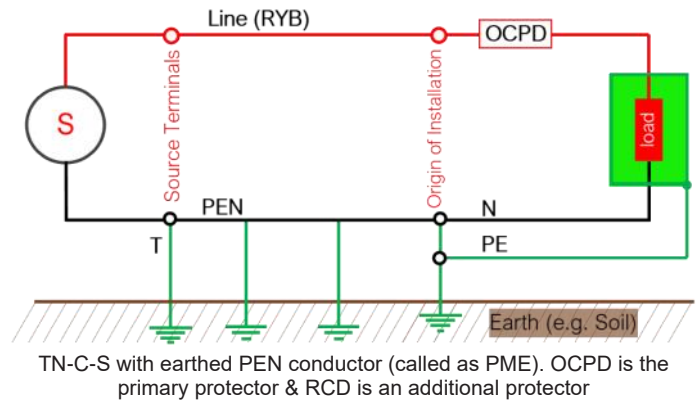 Line (RYB)
OCPD
S
Source Terminals
Origin of Installation
load
PEN
N
T
PE
Earth (e.g. Soil)
TN-C-S with earthed PEN conductor (called as PME). OCPD is the
primary protector & RCD is an additional protector